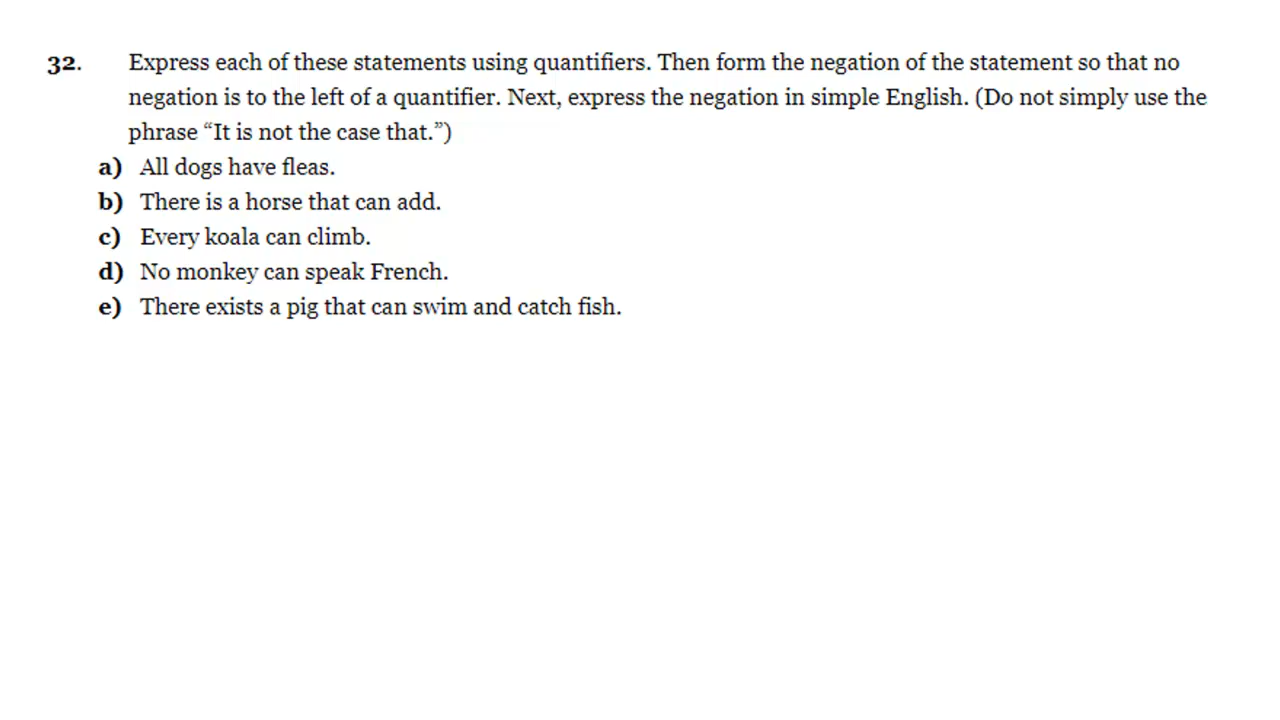 32. Express each of these statements using quantifiers. Then form the negation of the statement so that no
negation is to the left of a quantifier. Next, express the negation in simple English. (Do not simply use the
phrase “It is not the case that.”)
a) All dogs have fleas.
b) There is a horse that can add.
c) Every koala can climb.
d) No monkey can speak French.
e) There exists a pig that can swim and catch fish.